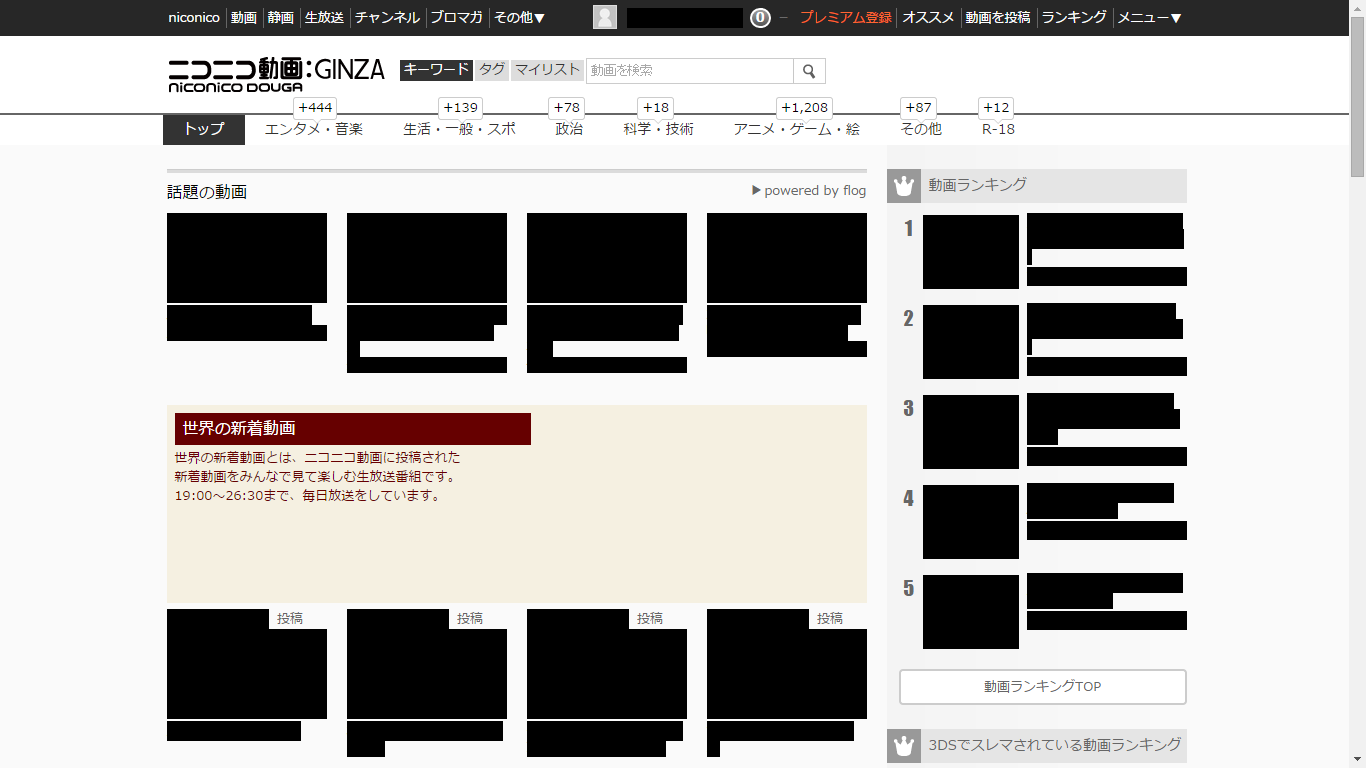 niconico 動画 静画 生放送 チャンネル ブロマガ その他▼ 0 − プレミアム登録 オススメ 動画を投稿 ランキング メニュー▼
ニコニコ動画:GINZA
niconico DOUGA
キーワード タグ マイリスト 動画を検索
+444 +139 +78 +18 +1,208 +87 +12
トップ エンタメ・音楽 生活・一般・スポ 政治 科学・技術 アニメ・ゲーム・絵 その他 R-18
話題の動画 ▶powered by flog
世界の新着動画
世界の新着動画とは、ニコニコ動画に投稿された
新着動画をみんなで見て楽しむ生放送番組です。
19:00～26:30まで、毎日放送をしています。
投稿 投稿 投稿 投稿
動画ランキング
1
2
3
4
5
動画ランキングTOP
3DSでスレマされている動画ランキング